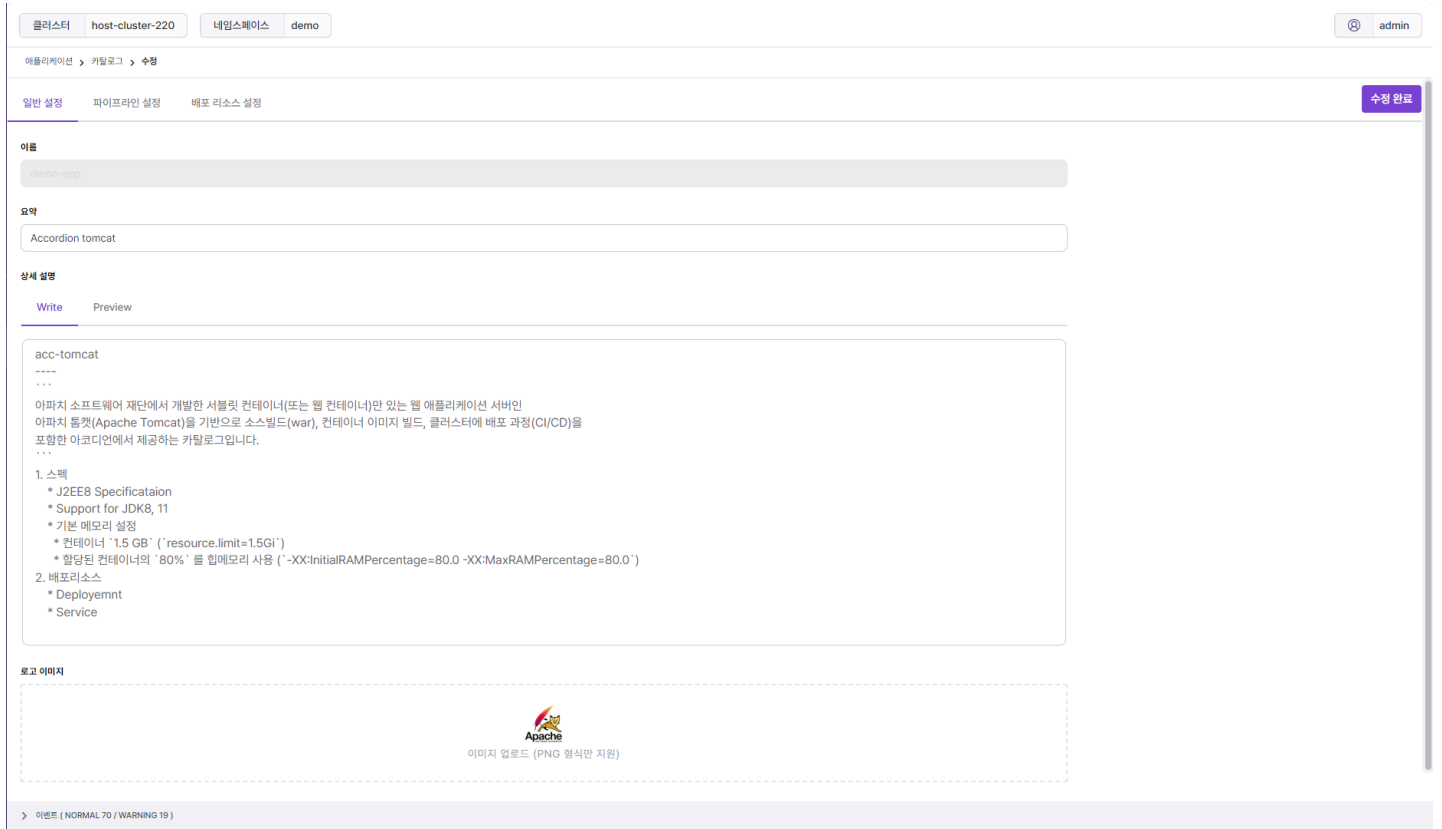 클러스터 host-cluster-220 네임스페이스 demo admin
애플리케이션 > 카탈로그 > 수정
일반 설정 파이프라인 설정 배포 리소스 설정 수정 완료
이름
demo-app
요약
Accordion tomcat
상세 설명
Write Preview
acc-tomcat
----
```
아파치 소프트웨어 재단에서 개발한 서블릿 컨테이너(또는 웹 컨테이너)만 있는 웹 애플리케이션 서버인
아파치 톰캣(Apache Tomcat)을 기반으로 소스빌드(war), 컨테이너 이미지 빌드, 클러스터에 배포 과정(CI/CD)을
포함한 아코디언에서 제공하는 카탈로그입니다.
```
1. 스펙
* J2EE8 Specificataion
* Support for JDK8, 11
* 기본 메모리 설정
* 컨테이너 `1.5 GB` (`resource.limit=1.5Gi`)
* 할당된 컨테이너의 `80%` 를 힙메모리 사용 (`-XX:InitialRAMPercentage=80.0 -XX:MaxRAMPercentage=80.0`)
2. 배포리소스
* Deployemnt
* Service
로고 이미지
Apache
이미지 업로드 (PNG 형식만 지원)
> 이벤트 ( NORMAL 70 / WARNING 19 )